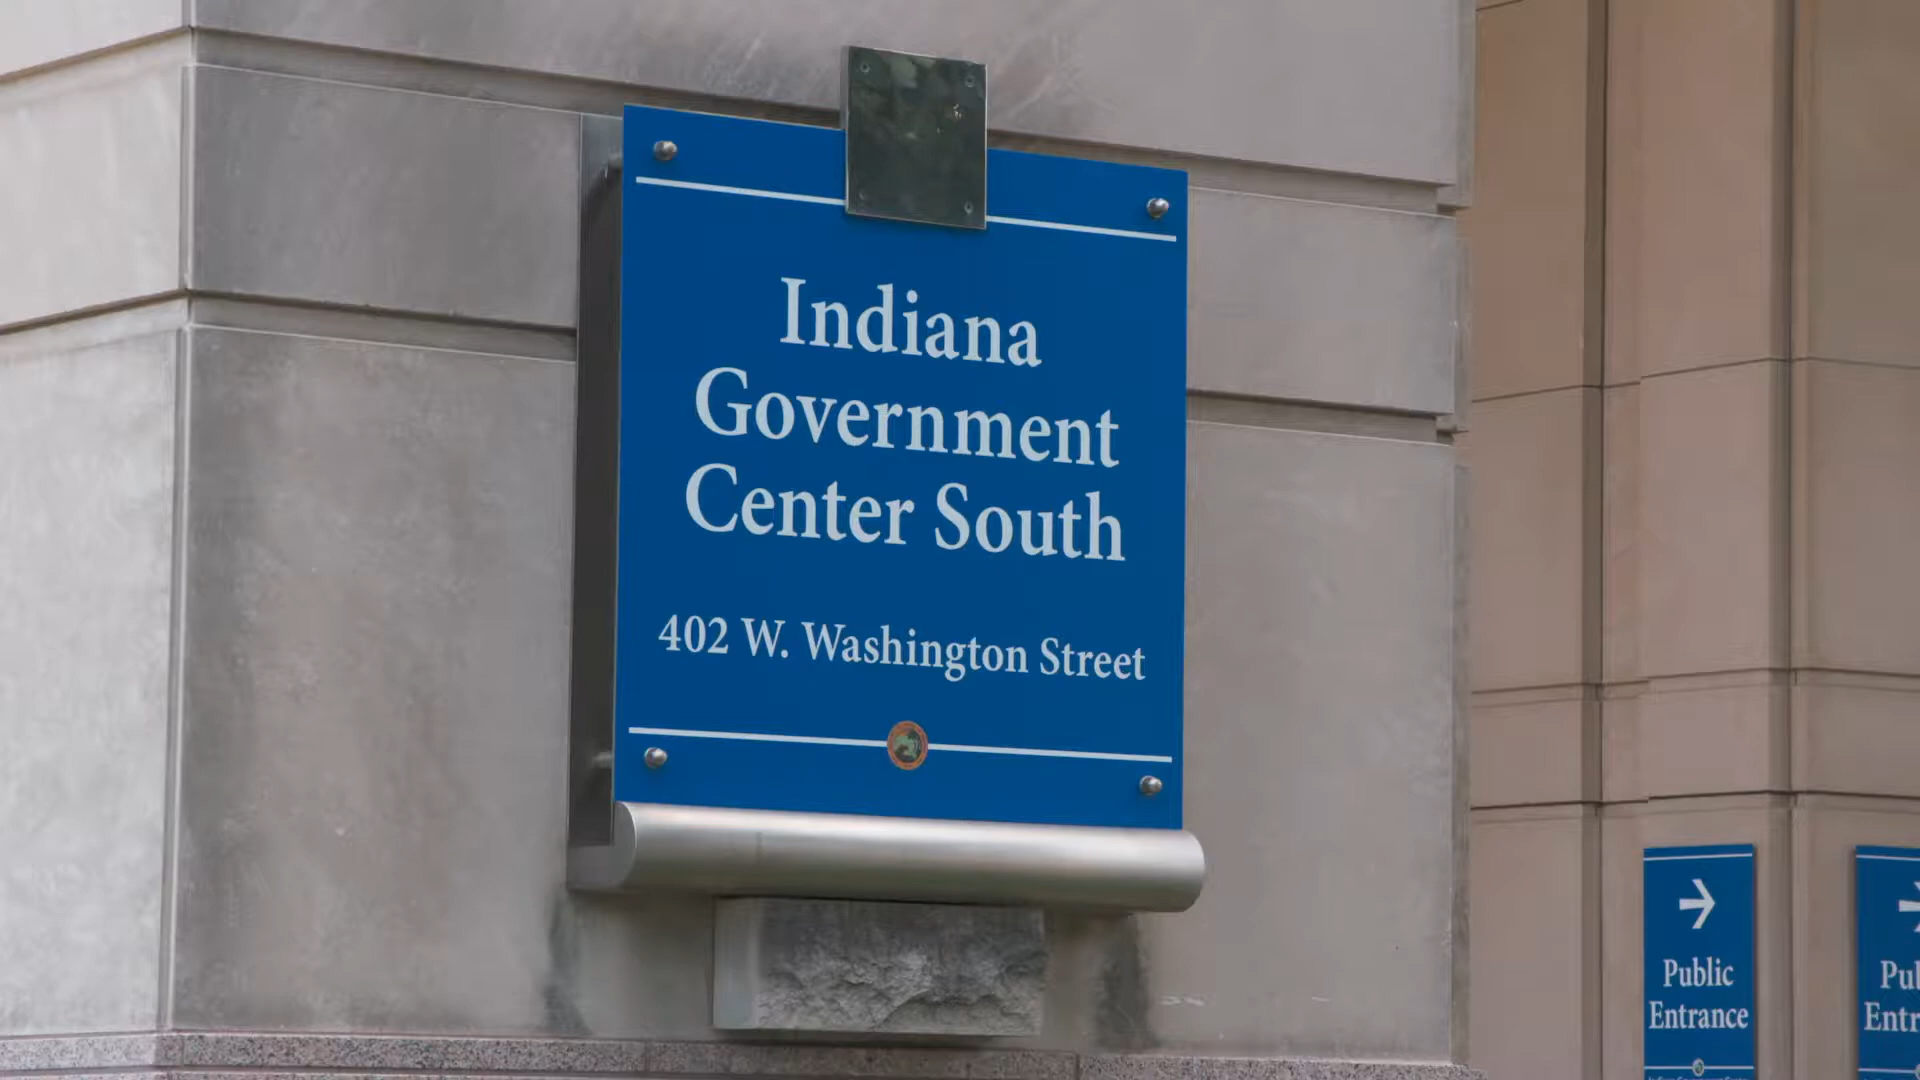 Indiana
Government
Center South
402 W. Washington Street
Public
Entrance